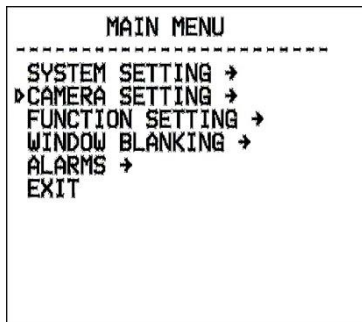 MAIN MENU
SYSTEM SETTING →
▷CAMERA SETTING →
FUNCTION SETTING →
WINDOW BLANKING →
ALARMS →
EXIT